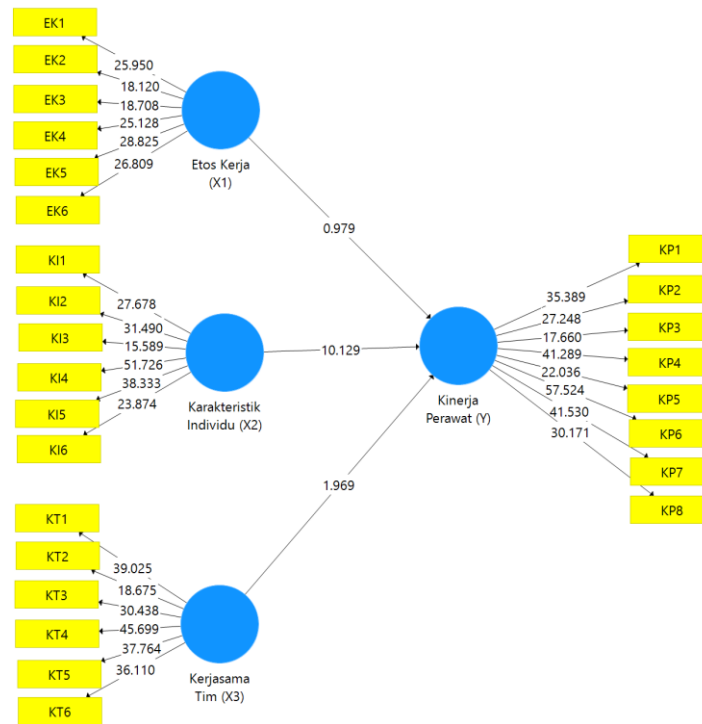 EK1
EK2
EK3
EK4
EK5
EK6
25.950
18.120
18.708
25.128
28.825
26.809
Etos Kerja
(X1)
0.979
KI1
KI2
KI3
KI4
KI5
KI6
27.678
31.490
15.589
51.726
38.333
23.874
Karakteristik
Individu (X2)
10.129
KT1
KT2
KT3
KT4
KT5
KT6
39.025
18.675
30.438
45.699
37.764
36.110
Kerjasama
Tim (X3)
1.969
Kinerja
Perawat (Y)
35.389
27.248
17.660
41.289
22.036
57.524
41.530
30.171
KP1
KP2
KP3
KP4
KP5
KP6
KP7
KP8